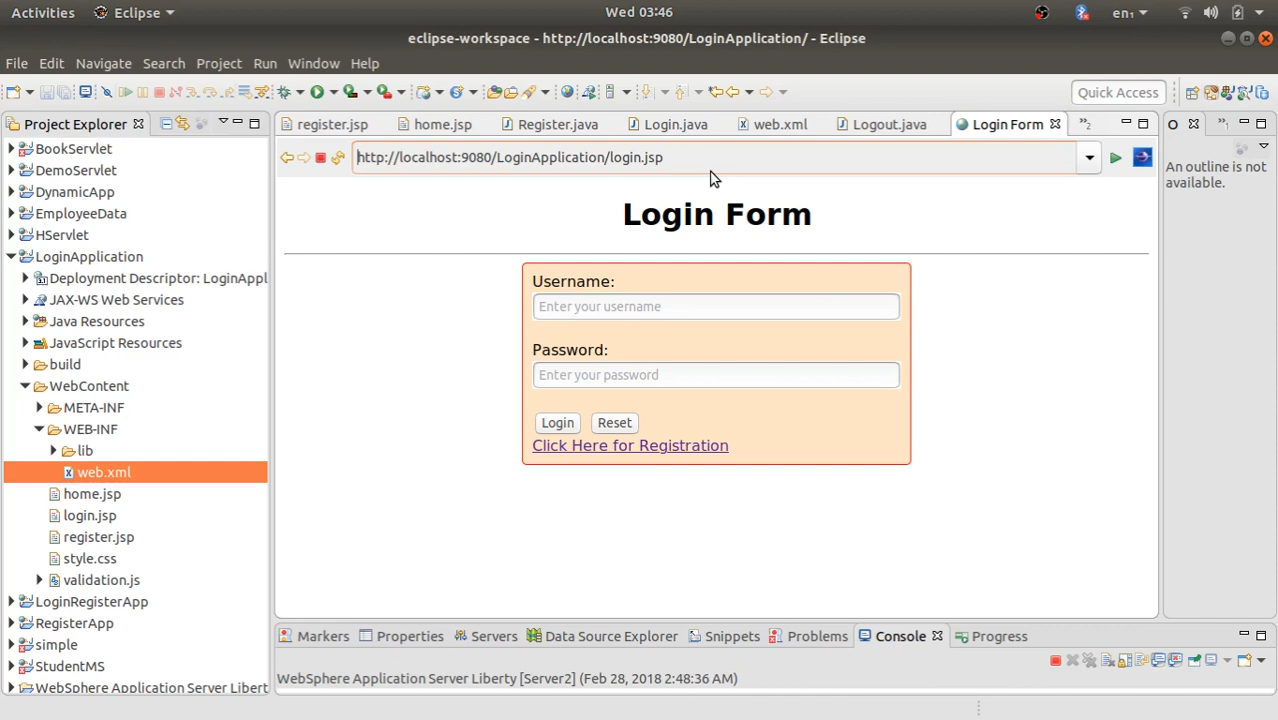 Activities Eclipse Wed 03:46 en₁
eclipse-workspace - http://localhost:9080/LoginApplication/ - Eclipse
File Edit Navigate Search Project Run Window Help
Quick Access
Project Explorer
register.jsp home.jsp Register.java Login.java web.xml Logout.java Login Form »2
O »1
http://localhost:9080/LoginApplication/login.jsp
An outline is not
available.
BookServlet
DemoServlet
DynamicApp
EmployeeData
HServlet
LoginApplication
Deployment Descriptor: LoginAppl
JAX-WS Web Services
Java Resources
JavaScript Resources
build
WebContent
META-INF
WEB-INF
lib
web.xml
home.jsp
login.jsp
register.jsp
style.css
validation.js
LoginRegisterApp
RegisterApp
simple
StudentMS
WebSphere Application Server Libert
Login Form
Username:
Enter your username
Password:
Enter your password
Login Reset
Click Here for Registration
Markers Properties Servers Data Source Explorer Snippets Problems Console Progress
WebSphere Application Server Liberty [Server2] (Feb 28, 2018 2:48:36 AM)